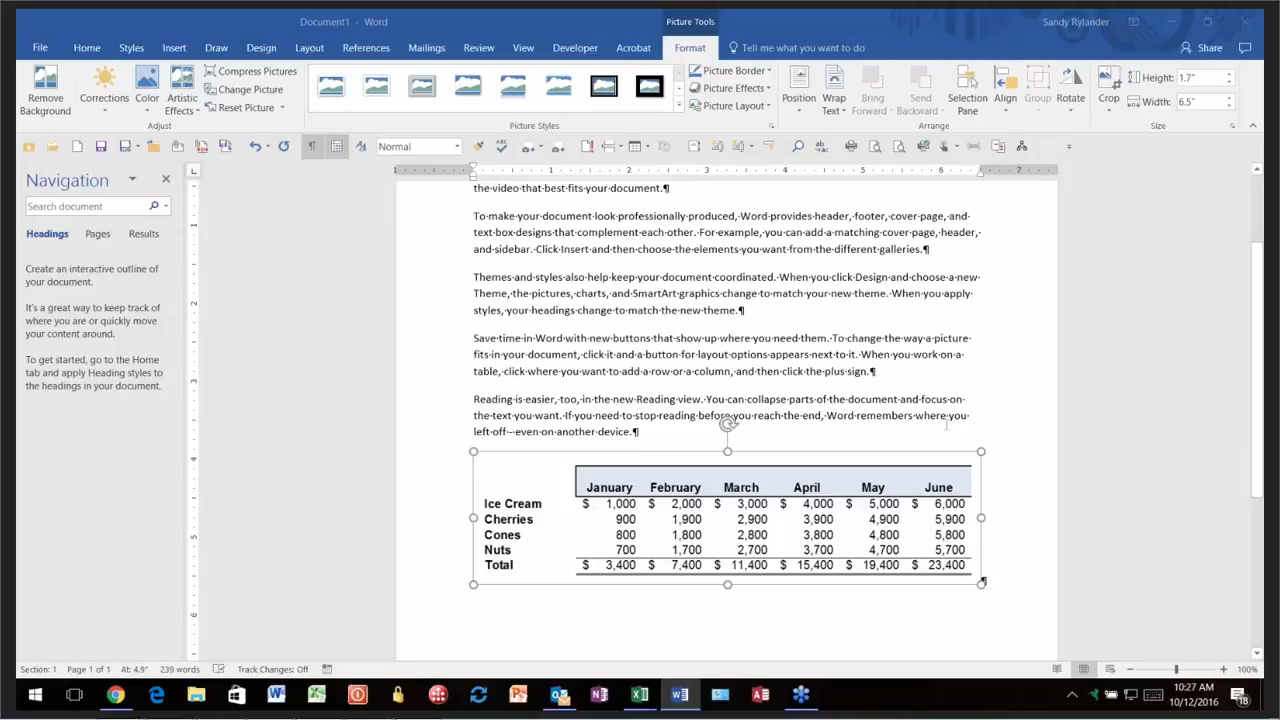 Document1 - Word
Picture Tools
Sandy Rylander
File Home Styles Insert Draw Design Layout References Mailings Review View Developer Acrobat Format Tell me what you want to do Share
Remove Background
Corrections
Color
Artistic Effects
Compress Pictures
Change Picture
Reset Picture
Adjust
Picture Styles
Picture Border
Picture Effects
Picture Layout
Position
Wrap Text
Bring Forward
Send Backward
Selection Pane
Align
Group
Rotate
Arrange
Crop
Height: 1.7"
Width: 6.5"
Size
Normal
Navigation
Search document
Headings Pages Results
Create an interactive outline of
your document.
It's a great way to keep track of
where you are or quickly move
your content around.
To get started, go to the Home
tab and apply Heading styles to
the headings in your document.
1 1 2 3 4 5 6 7
1
2
3
4
5
6
the·video·that·best·fits·your·document.¶
To·make·your·document·look·professionally·produced,·Word·provides·header,·footer,·cover·page,·and·
text·box·designs·that·complement·each·other.·For·example,·you·can·add·a·matching·cover·page,·header,·
and·sidebar.·Click·Insert·and·then·choose·the·elements·you·want·from·the·different·galleries.¶
Themes·and·styles·also·help·keep·your·document·coordinated.·When·you·click·Design·and·choose·a·new·
Theme,·the·pictures,·charts,·and·SmartArt·graphics·change·to·match·your·new·theme.·When·you·apply·
styles,·your·headings·change·to·match·the·new·theme.¶
Save·time·in·Word·with·new·buttons·that·show·up·where·you·need·them.·To·change·the·way·a·picture·
fits·in·your·document,·click·it·and·a·button·for·layout·options·appears·next·to·it.·When·you·work·on·a·
table,·click·where·you·want·to·add·a·row·or·a·column,·and·then·click·the·plus·sign.¶
Reading·is·easier,·too,·in·the·new·Reading·view.·You·can·collapse·parts·of·the·document·and·focus·on·
the·text·you·want.·If·you·need·to·stop·reading·before·you·reach·the·end,·Word·remembers·where·you·
left·off·-·even·on·another·device.¶
January February March April May June
Ice Cream $ 1,000 $ 2,000 $ 3,000 $ 4,000 $ 5,000 $ 6,000
Cherries 900 1,900 2,900 3,900 4,900 5,900
Cones 800 1,800 2,800 3,800 4,800 5,800
Nuts 700 1,700 2,700 3,700 4,700 5,700
Total $ 3,400 $ 7,400 $ 11,400 $ 15,400 $ 19,400 $ 23,400
¶
Section: 1 Page 1 of 1 At: 4.9" 239 words Track Changes: Off 100%
10:27 AM
10/12/2016
18